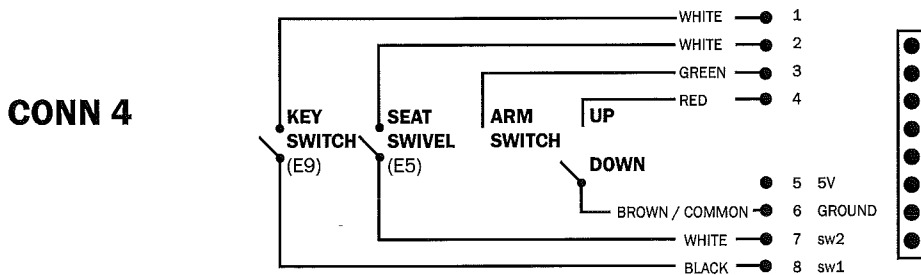 WHITE 1
WHITE 2
GREEN 3
RED 4
CONN 4
KEY SWITCH (E9)
SEAT SWIVEL (E5)
ARM SWITCH
UP
DOWN
5 5V
BROWN / COMMON 6 GROUND
WHITE 7 sw2
BLACK 8 sw1